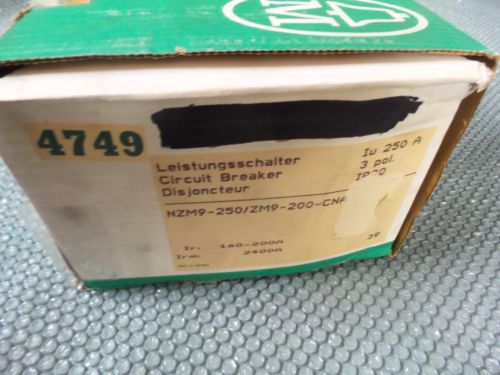 M
4749
Leistungsschalter Iu 250 A
Circuit Breaker 3 pol.
Disjoncteur
NZM9-250/ZM9-200-CNA
Ir. 160-200A
Irm: 2400A
39